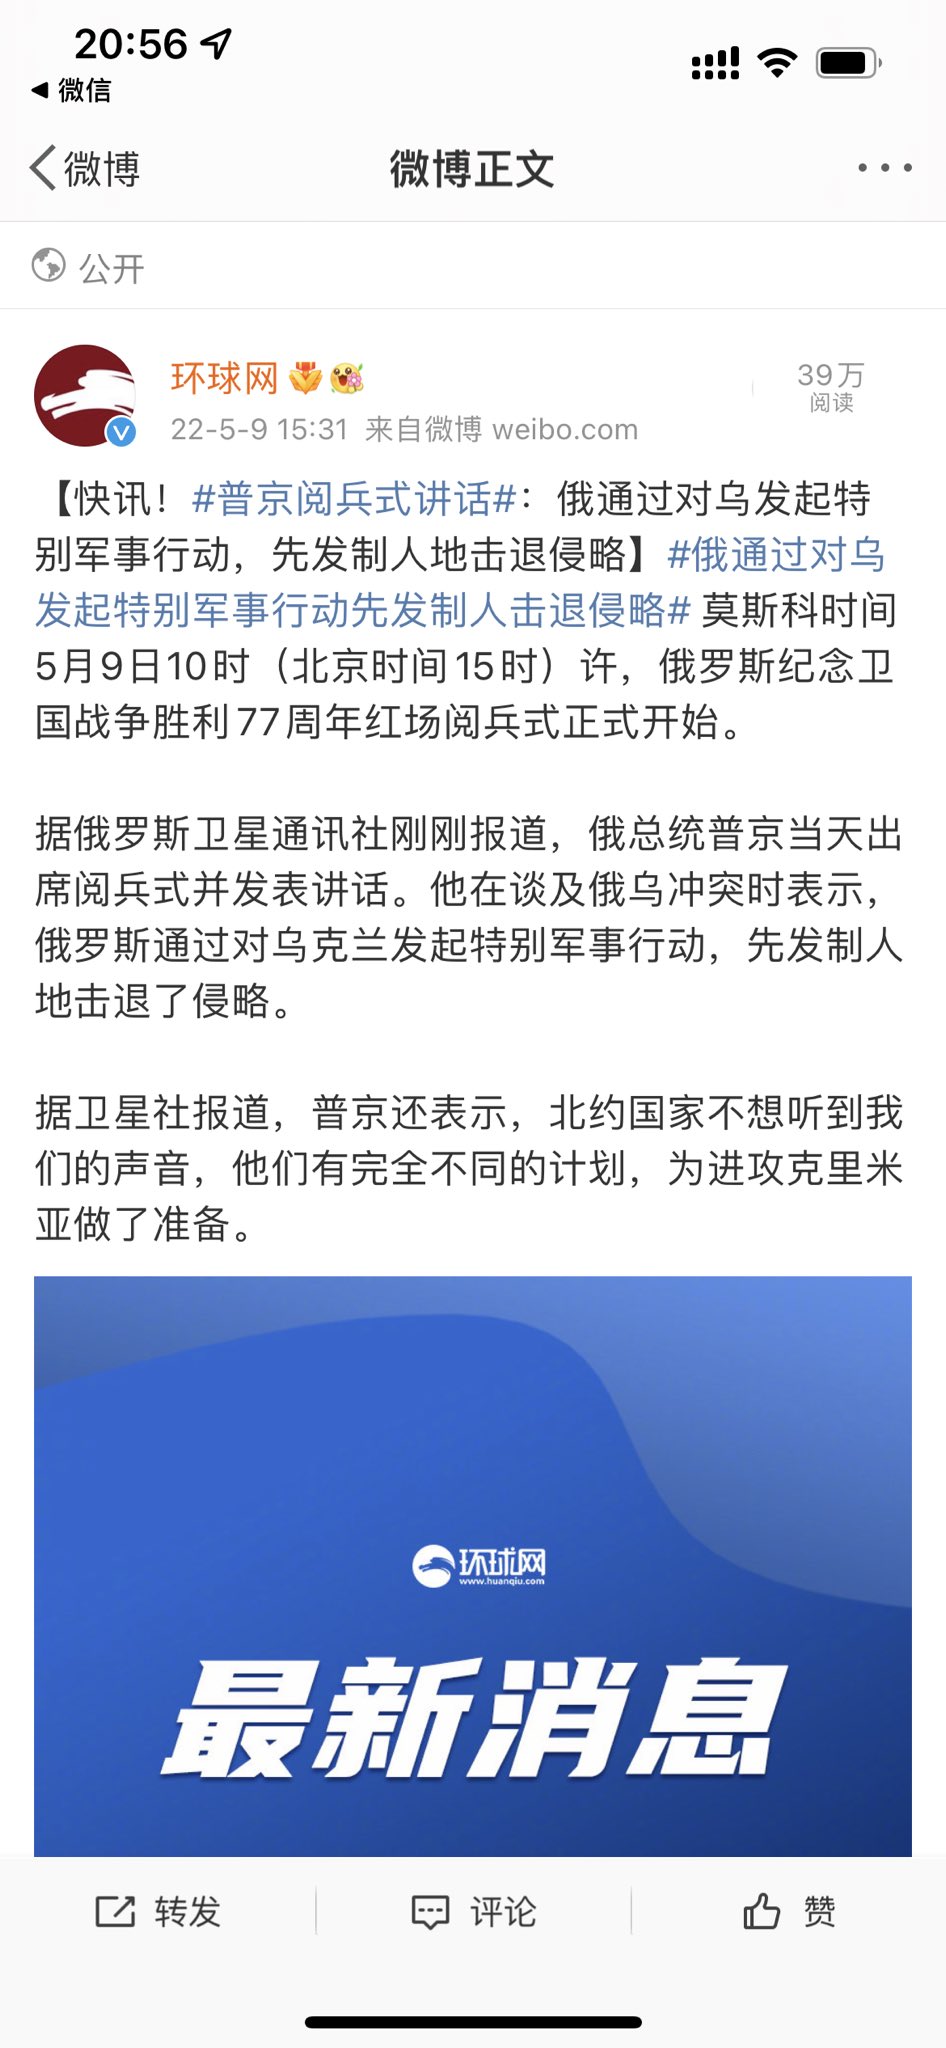 20:56
微信
微博
微博正文
公开
环球网
39万
阅读
22-5-9 15:31 来自微博 weibo.com
【快讯！#普京阅兵式讲话#：俄通过对乌发起特
别军事行动，先发制人地击退侵略】#俄通过对乌
发起特别军事行动先发制人击退侵略# 莫斯科时间
5月9日10时（北京时间15时）许，俄罗斯纪念卫
国战争胜利77周年红场阅兵式正式开始。
据俄罗斯卫星通讯社刚刚报道，俄总统普京当天出
席阅兵式并发表讲话。他在谈及俄乌冲突时表示，
俄罗斯通过对乌克兰发起特别军事行动，先发制人
地击退了侵略。
据卫星社报道，普京还表示，北约国家不想听到我
们的声音，他们有完全不同的计划，为进攻克里米
亚做了准备。
环球网
www.huanqiu.com
最新消息
转发
评论
赞